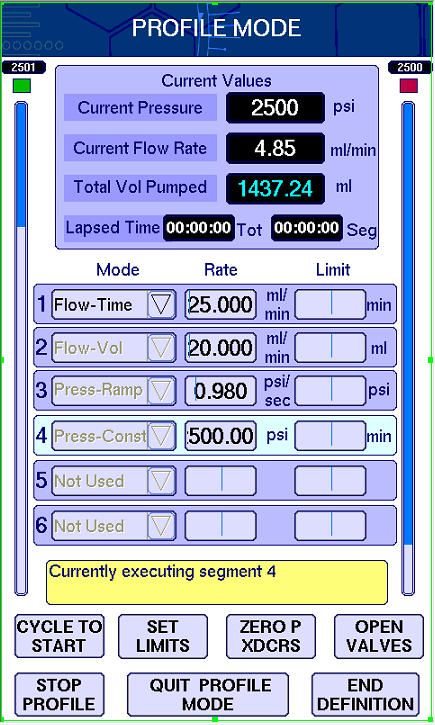 PROFILE MODE
2501
2500
Current Values
Current Pressure 2500 psi
Current Flow Rate 4.85 ml/min
Total Vol Pumped 1437.24 ml
Lapsed Time 00:00:00 Tot 00:00:00 Seg
Mode Rate Limit
1 Flow-Time 25.000 ml/min min
2 Flow-Vol 20.000 ml/min ml
3 Press-Ramp 0.980 psi/sec psi
4 Press-Const 500.00 psi min
5 Not Used
6 Not Used
Currently executing segment 4
CYCLE TO START
SET LIMITS
ZERO P XDCRS
OPEN VALVES
STOP PROFILE
QUIT PROFILE MODE
END DEFINITION